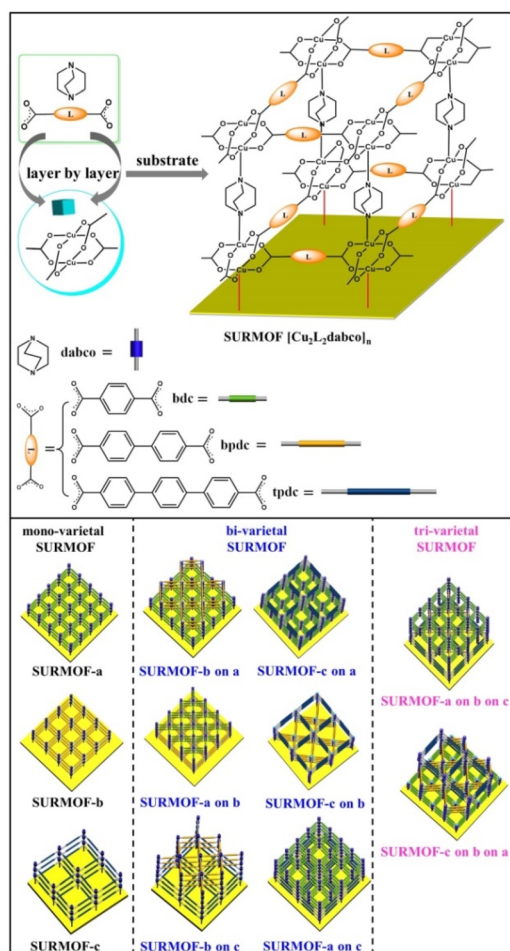 N
N
O
O
L
O
O
layer by layer
substrate
SURMOF [Cu₂L₂dabco]ₙ
dabco =
bdc =
L =
bpdc =
tpdc =
mono-varietal
SURMOF
bi-varietal
SURMOF
tri-varietal
SURMOF
SURMOF-a
SURMOF-b on a
SURMOF-c on a
SURMOF-a on b on c
SURMOF-b
SURMOF-a on b
SURMOF-c on b
SURMOF-c on b on a
SURMOF-c
SURMOF-b on c
SURMOF-a on c